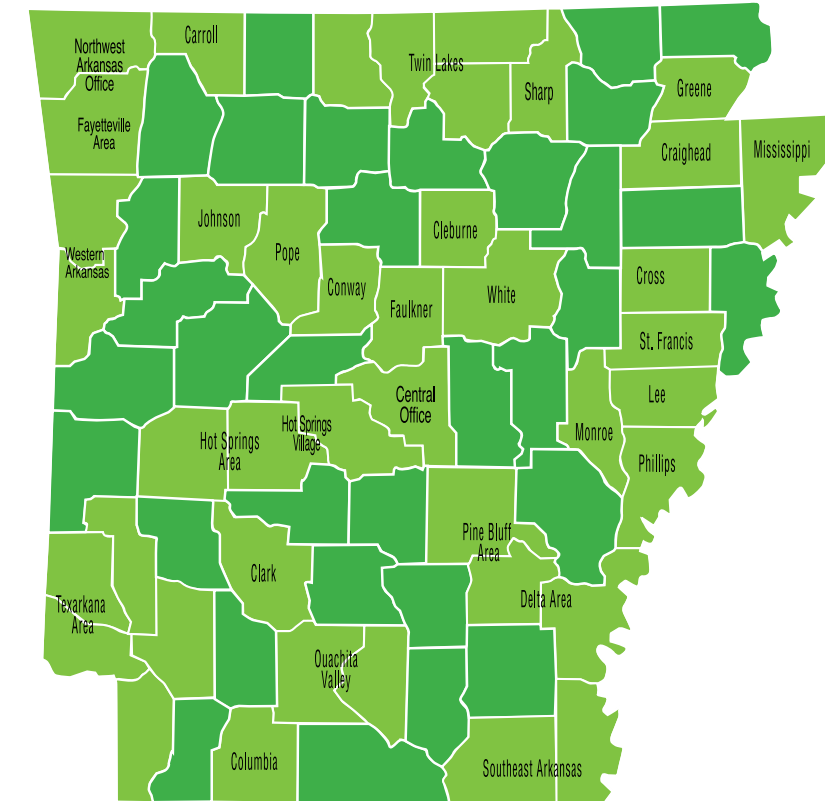 Carroll
Northwest
Arkansas
Office
Twin Lakes
Sharp
Greene
Fayetteville
Area
Craighead
Mississippi
Johnson
Pope
Cleburne
Western
Arkansas
Conway
Faulkner
White
Cross
St. Francis
Central
Office
Lee
Hot Springs
Area
Hot Springs
Village
Monroe
Phillips
Pine Bluff
Area
Clark
Delta Area
Texarkana
Area
Ouachita
Valley
Columbia
Southeast Arkansas